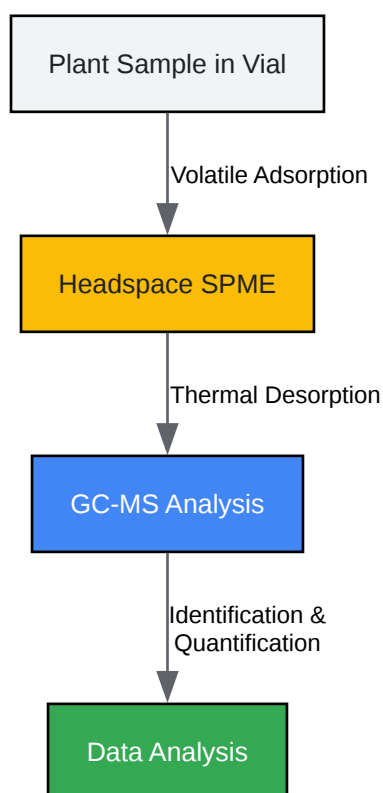 Plant Sample in Vial
Volatile Adsorption
Headspace SPME
Thermal Desorption
GC-MS Analysis
Identification &
Quantification
Data Analysis